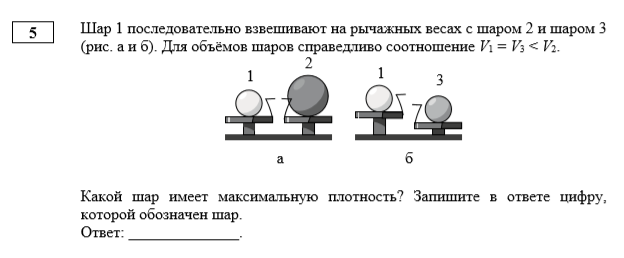 5
Шар 1 последовательно взвешивают на рычажных весах с шаром 2 и шаром 3
(рис. а и б). Для объёмов шаров справедливо соотношение V₁ = V₃ < V₂.
1 2 1 3
а б
Какой шар имеет максимальную плотность? Запишите в ответе цифру,
которой обозначен шар.
Ответ: ________________.